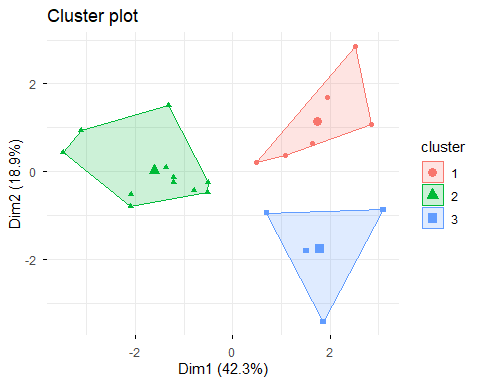 Cluster plot
Dim2 (18.9%)
2
0
-2
-2
0
2
Dim1 (42.3%)
cluster
1
2
3